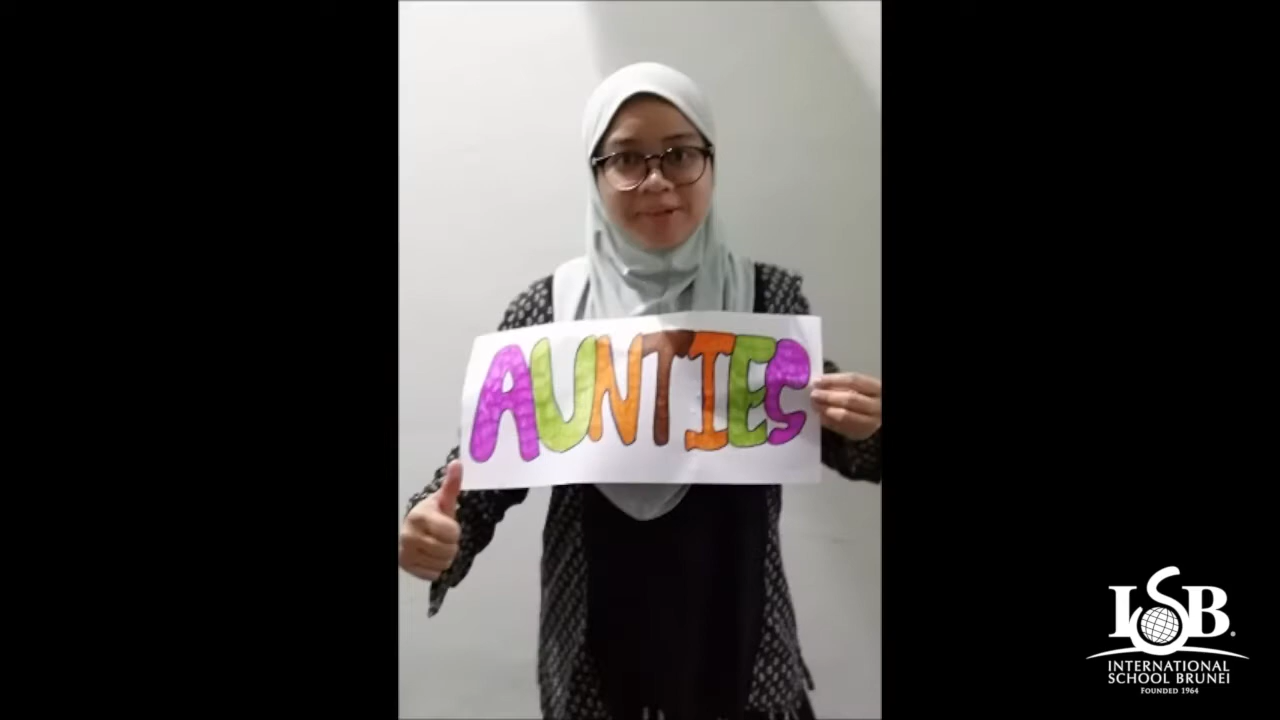 AUNTIES
ISB
INTERNATIONAL
SCHOOL BRUNEI
FOUNDED 1964